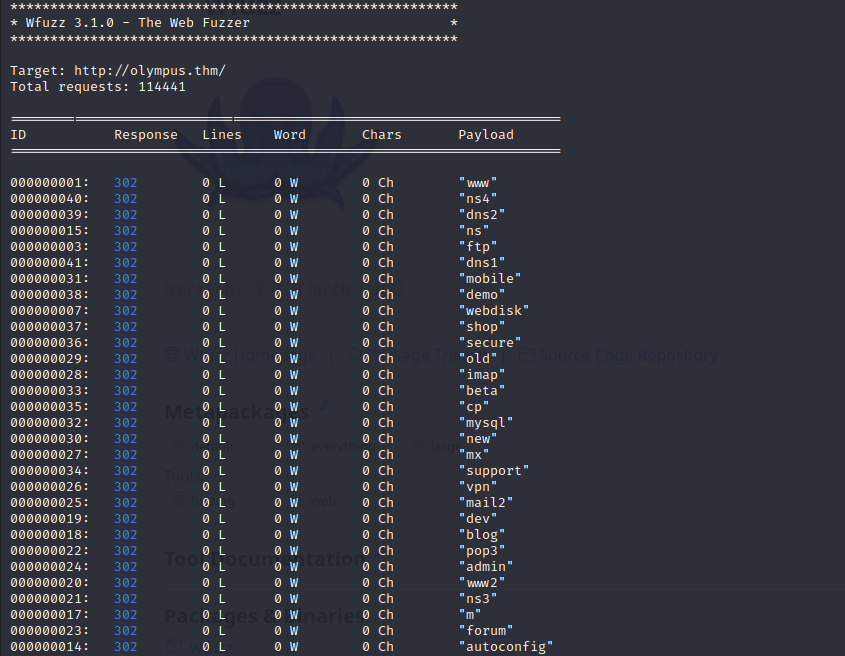 ********************************************************
* Wfuzz 3.1.0 - The Web Fuzzer                         *
********************************************************
Target: http://olympus.thm/
Total requests: 114441
=====================================================================
ID           Response   Lines    Word       Chars       Payload
=====================================================================
000000001:   302        0 L      0 W        0 Ch        "www"
000000040:   302        0 L      0 W        0 Ch        "ns4"
000000039:   302        0 L      0 W        0 Ch        "dns2"
000000015:   302        0 L      0 W        0 Ch        "ns"
000000003:   302        0 L      0 W        0 Ch        "ftp"
000000041:   302        0 L      0 W        0 Ch        "dns1"
000000031:   302        0 L      0 W        0 Ch        "mobile"
000000038:   302        0 L      0 W        0 Ch        "demo"
000000007:   302        0 L      0 W        0 Ch        "webdisk"
000000037:   302        0 L      0 W        0 Ch        "shop"
000000036:   302        0 L      0 W        0 Ch        "secure"
000000029:   302        0 L      0 W        0 Ch        "old"
000000028:   302        0 L      0 W        0 Ch        "imap"
000000033:   302        0 L      0 W        0 Ch        "beta"
000000035:   302        0 L      0 W        0 Ch        "cp"
000000032:   302        0 L      0 W        0 Ch        "mysql"
000000030:   302        0 L      0 W        0 Ch        "new"
000000027:   302        0 L      0 W        0 Ch        "mx"
000000034:   302        0 L      0 W        0 Ch        "support"
000000026:   302        0 L      0 W        0 Ch        "vpn"
000000025:   302        0 L      0 W        0 Ch        "mail2"
000000019:   302        0 L      0 W        0 Ch        "dev"
000000018:   302        0 L      0 W        0 Ch        "blog"
000000022:   302        0 L      0 W        0 Ch        "pop3"
000000024:   302        0 L      0 W        0 Ch        "admin"
000000020:   302        0 L      0 W        0 Ch        "www2"
000000021:   302        0 L      0 W        0 Ch        "ns3"
000000017:   302        0 L      0 W        0 Ch        "m"
000000023:   302        0 L      0 W        0 Ch        "forum"
000000014:   302        0 L      0 W        0 Ch        "autoconfig"
Source Code Repository
Metapackages
everything
Tools:
web
Tool Documentation
Packages & Binaries